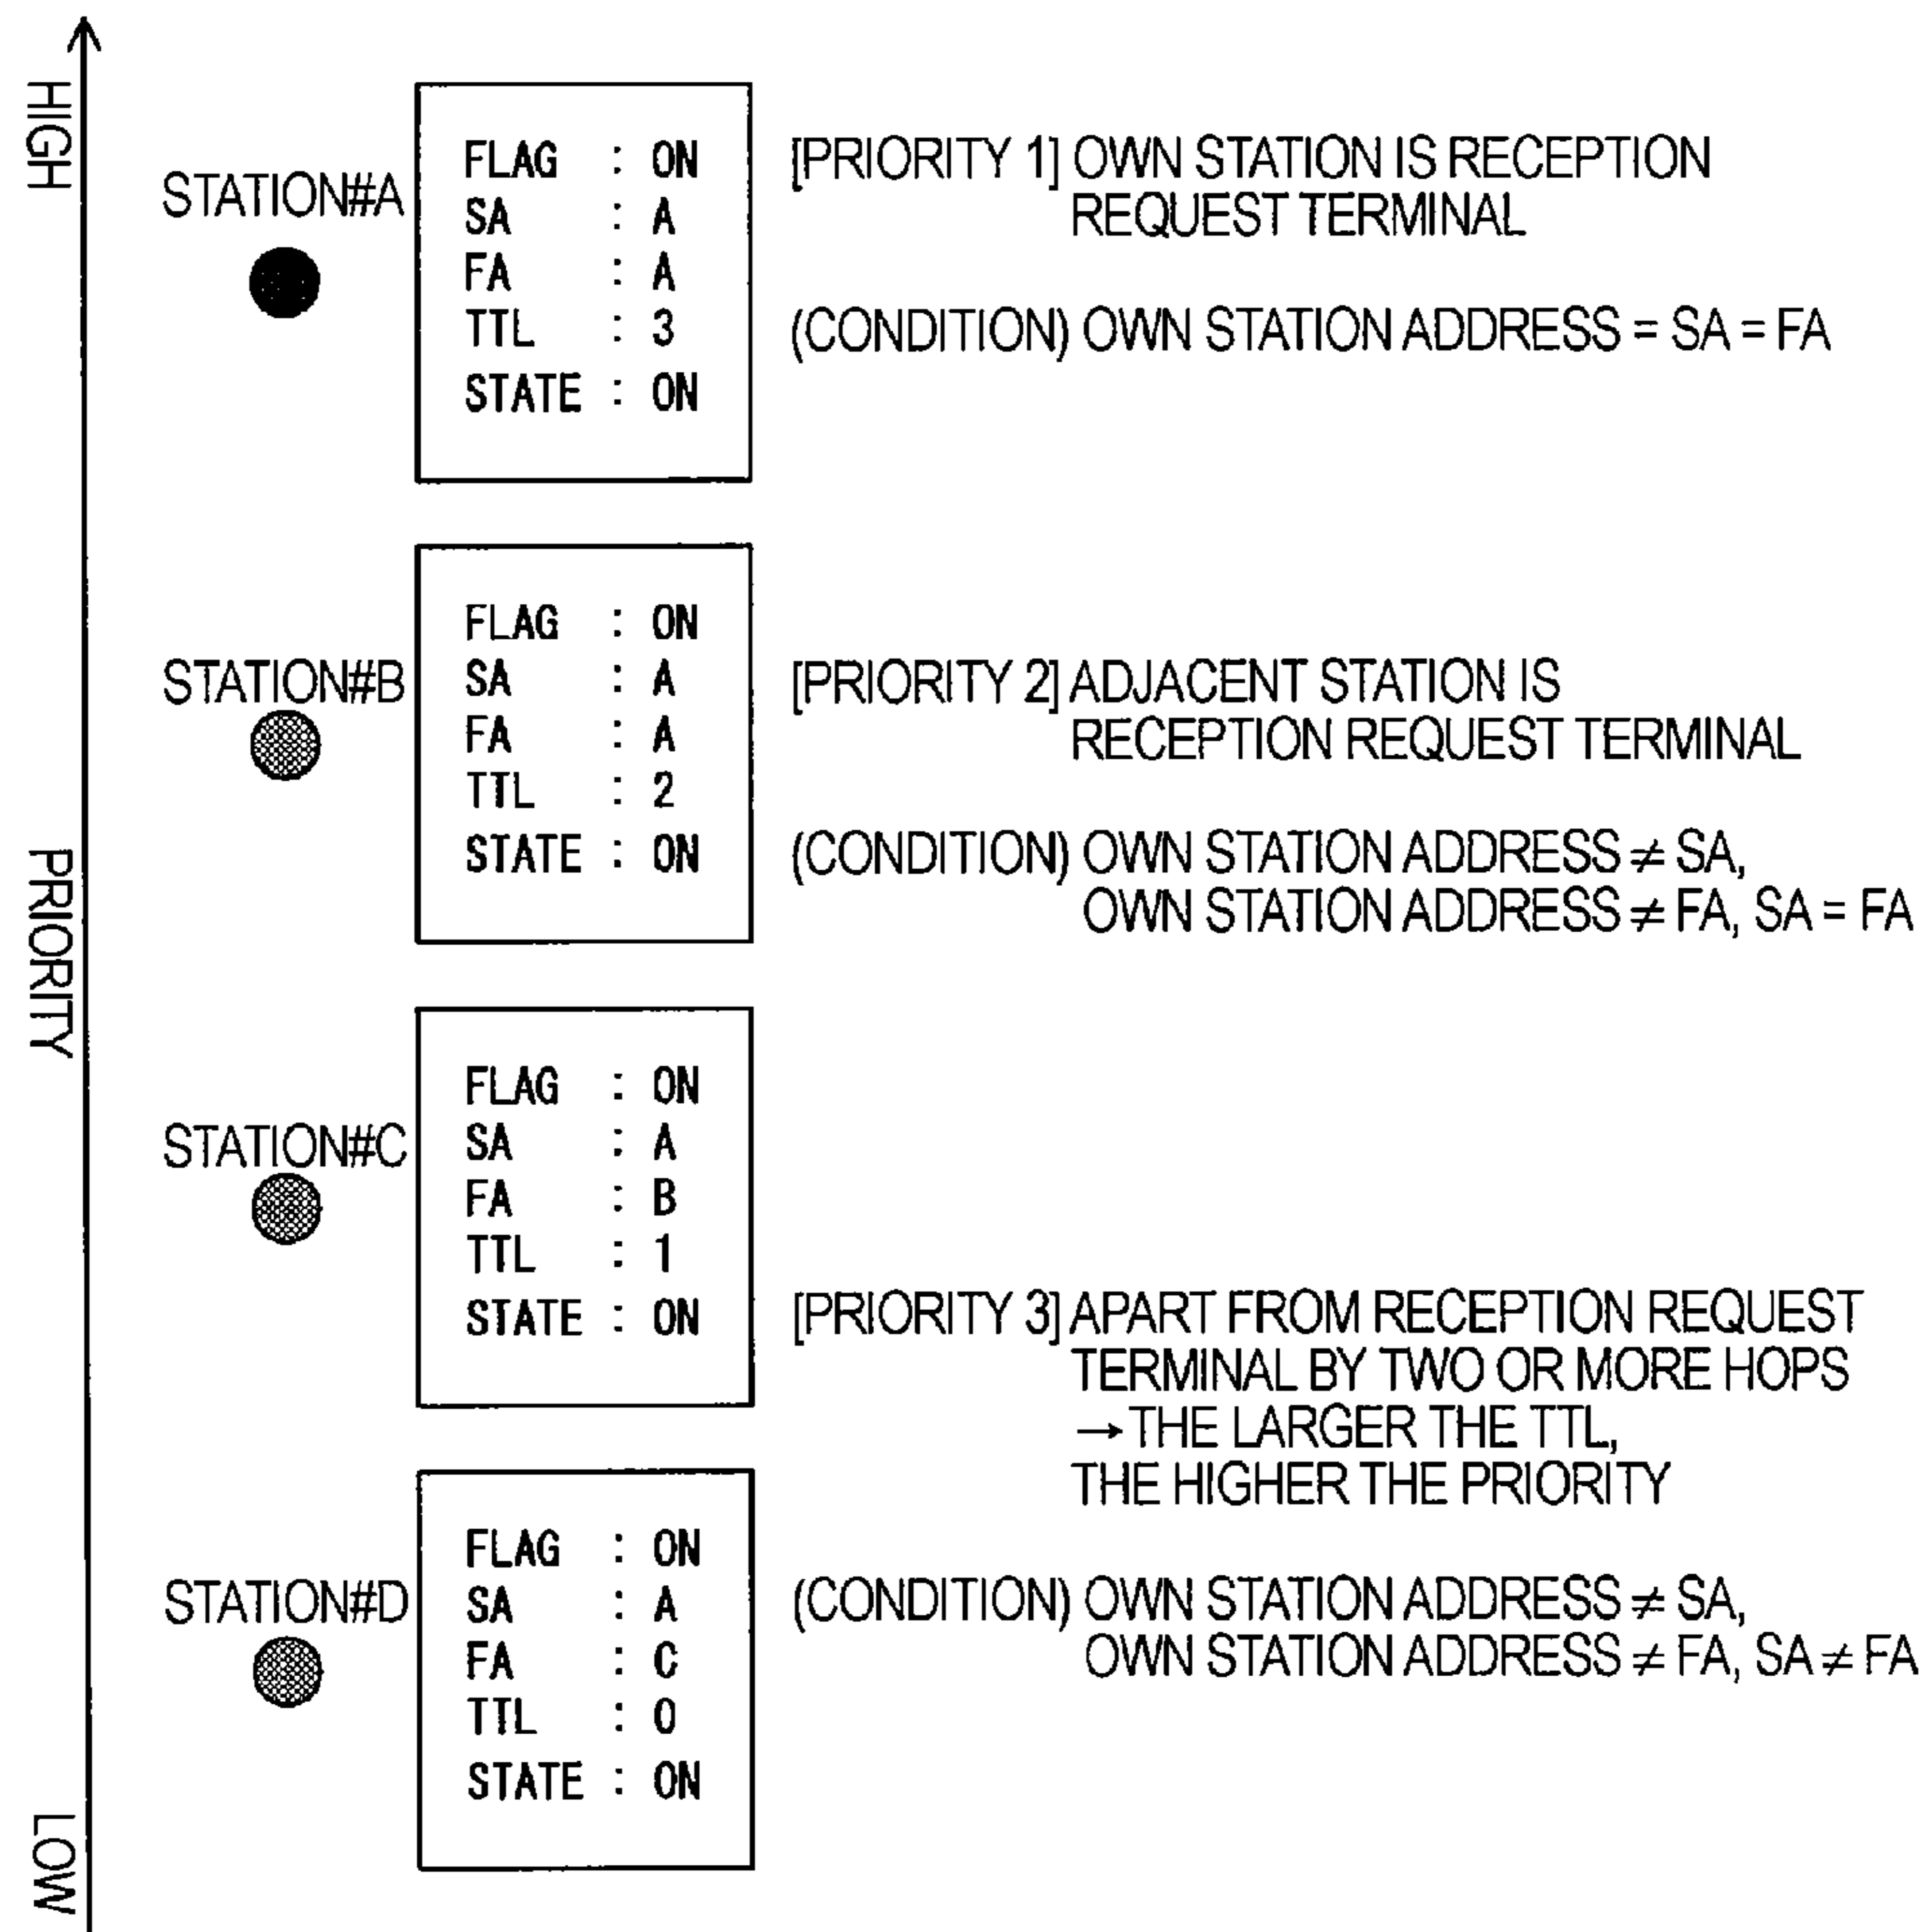 HIGH
PRIORITY
LOW
STATION#A
FLAG : ON
SA : A
FA : A
TTL : 3
STATE : ON
[PRIORITY 1] OWN STATION IS RECEPTION
REQUEST TERMINAL
(CONDITION) OWN STATION ADDRESS = SA = FA
STATION#B
FLAG : ON
SA : A
FA : A
TTL : 2
STATE : ON
[PRIORITY 2] ADJACENT STATION IS
RECEPTION REQUEST TERMINAL
(CONDITION) OWN STATION ADDRESS ≠ SA,
OWN STATION ADDRESS ≠ FA, SA = FA
STATION#C
FLAG : ON
SA : A
FA : B
TTL : 1
STATE : ON
[PRIORITY 3] APART FROM RECEPTION REQUEST
TERMINAL BY TWO OR MORE HOPS
→ THE LARGER THE TTL,
THE HIGHER THE PRIORITY
STATION#D
FLAG : ON
SA : A
FA : C
TTL : 0
STATE : ON
(CONDITION) OWN STATION ADDRESS ≠ SA,
OWN STATION ADDRESS ≠ FA, SA ≠ FA